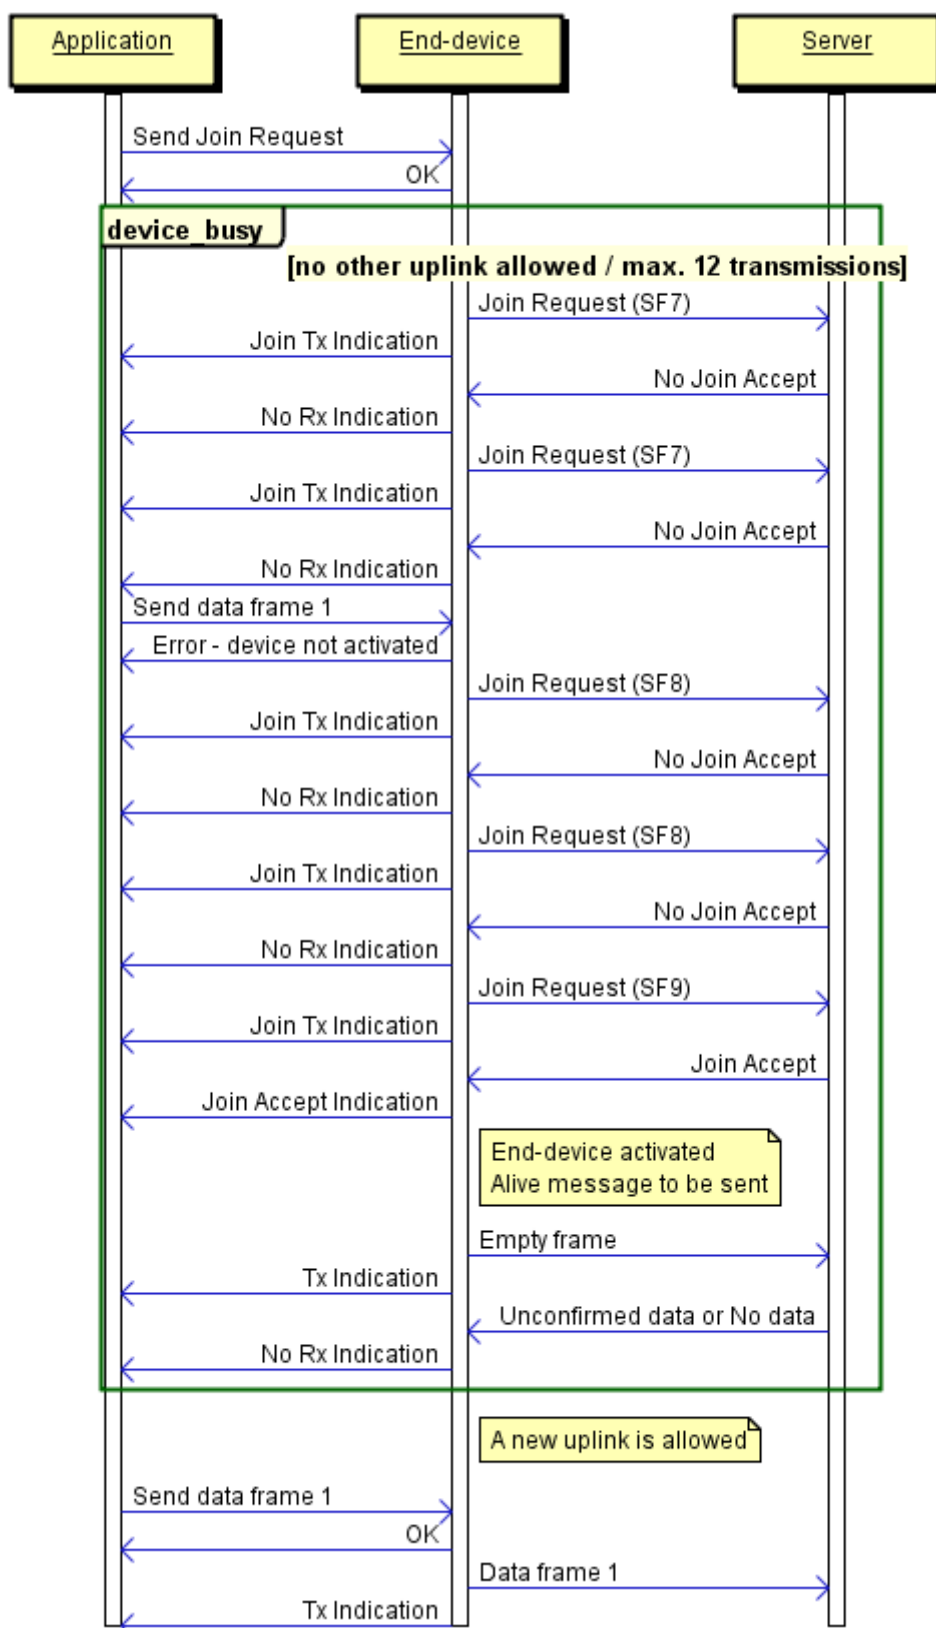 Application
End-device
Server
Send Join Request
OK
device_busy
[no other uplink allowed / max. 12 transmissions]
Join Request (SF7)
Join Tx Indication
No Join Accept
No Rx Indication
Join Request (SF7)
Join Tx Indication
No Join Accept
No Rx Indication
Send data frame 1
Error - device not activated
Join Request (SF8)
Join Tx Indication
No Join Accept
No Rx Indication
Join Request (SF8)
Join Tx Indication
No Join Accept
No Rx Indication
Join Request (SF9)
Join Tx Indication
Join Accept
Join Accept Indication
End-device activated
Alive message to be sent
Empty frame
Tx Indication
Unconfirmed data or No data
No Rx Indication
A new uplink is allowed
Send data frame 1
OK
Data frame 1
Tx Indication